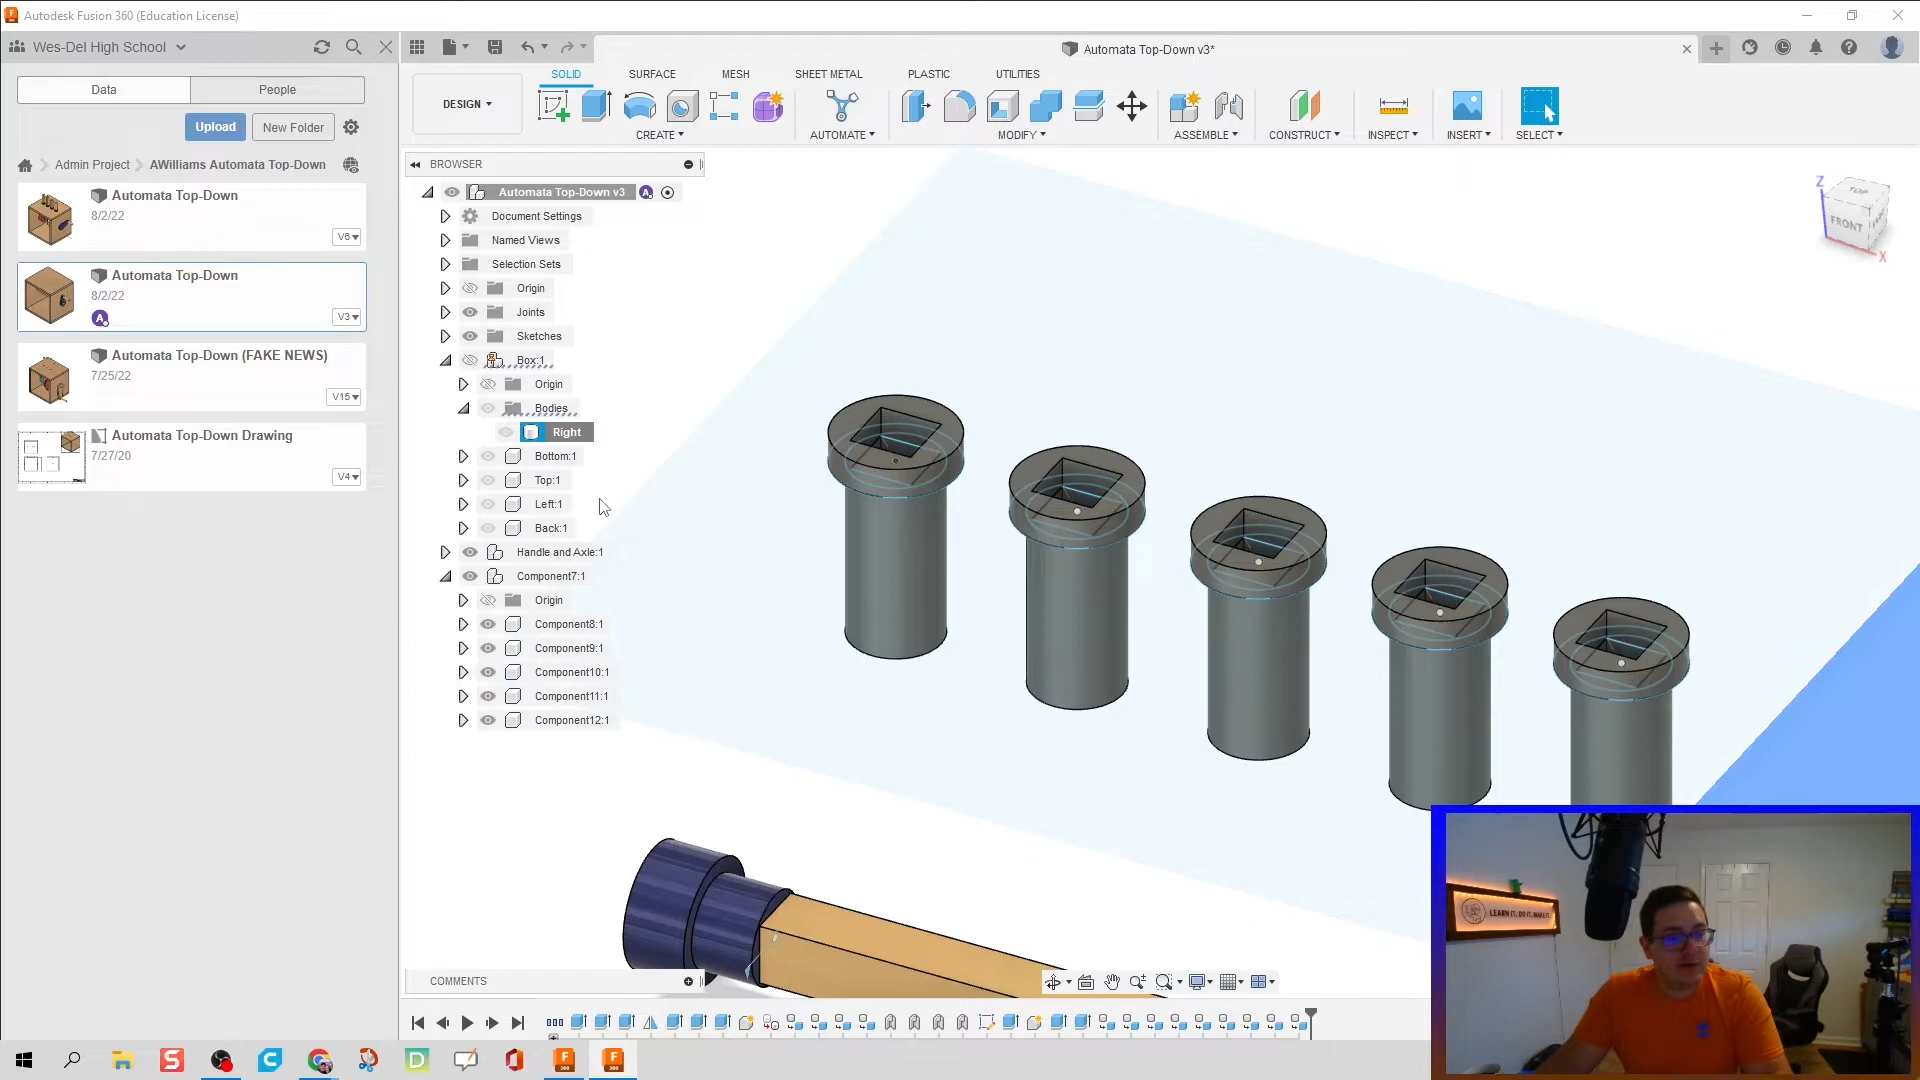 Autodesk Fusion 360 (Education License)
Wes-Del High School
Automata Top-Down v3*
Data
People
Upload
New Folder
Admin Project
AWilliams Automata Top-Down
Automata Top-Down
8/2/22
V6
Automata Top-Down
8/2/22
A
V3
Automata Top-Down (FAKE NEWS)
7/25/22
V15
Automata Top-Down Drawing
7/27/20
V4
DESIGN
SOLID
SURFACE
MESH
SHEET METAL
PLASTIC
UTILITIES
CREATE
AUTOMATE
MODIFY
ASSEMBLE
CONSTRUCT
INSPECT
INSERT
SELECT
BROWSER
Automata Top-Down v3
A
Document Settings
Named Views
Selection Sets
Origin
Joints
Sketches
Box:1
Origin
Bodies
Right
Bottom:1
Top:1
Left:1
Back:1
Handle and Axle:1
Component7:1
Origin
Component8:1
Component9:1
Component10:1
Component11:1
Component12:1
Z
TOP
FRONT
X
COMMENTS
LEARN IT. DO IT. MAKE IT.